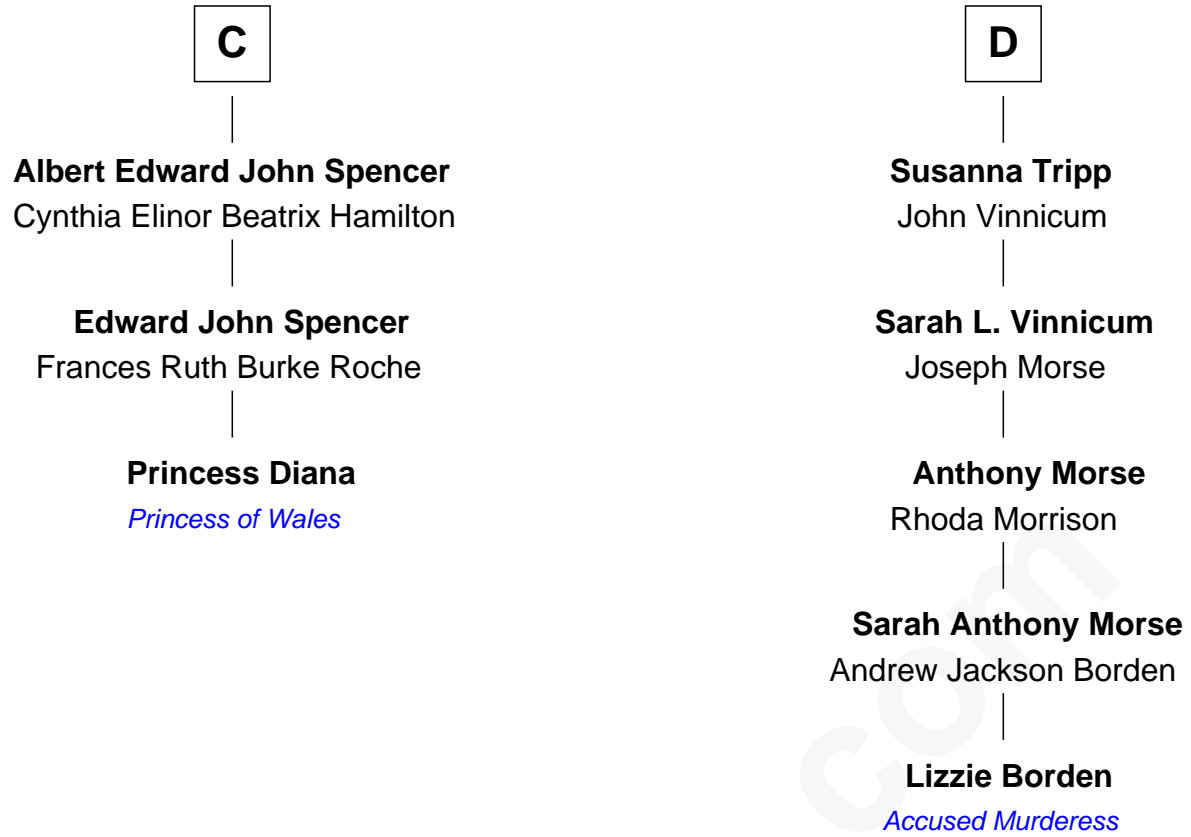 C
Albert Edward John Spencer
Cynthia Elinor Beatrix Hamilton
Edward John Spencer
Frances Ruth Burke Roche
Princess Diana
Princess of Wales
D
Susanna Tripp
John Vinnicum
Sarah L. Vinnicum
Joseph Morse
Anthony Morse
Rhoda Morrison
Sarah Anthony Morse
Andrew Jackson Borden
Lizzie Borden
Accused Murderess
com